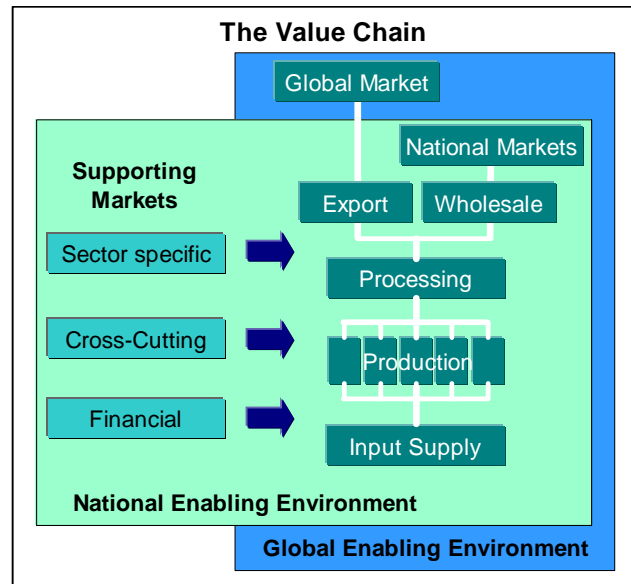 The Value Chain
Global Market
National Markets
Supporting
Markets
Export
Wholesale
Sector specific
Processing
Cross-Cutting
Production
Financial
Input Supply
National Enabling Environment
Global Enabling Environment